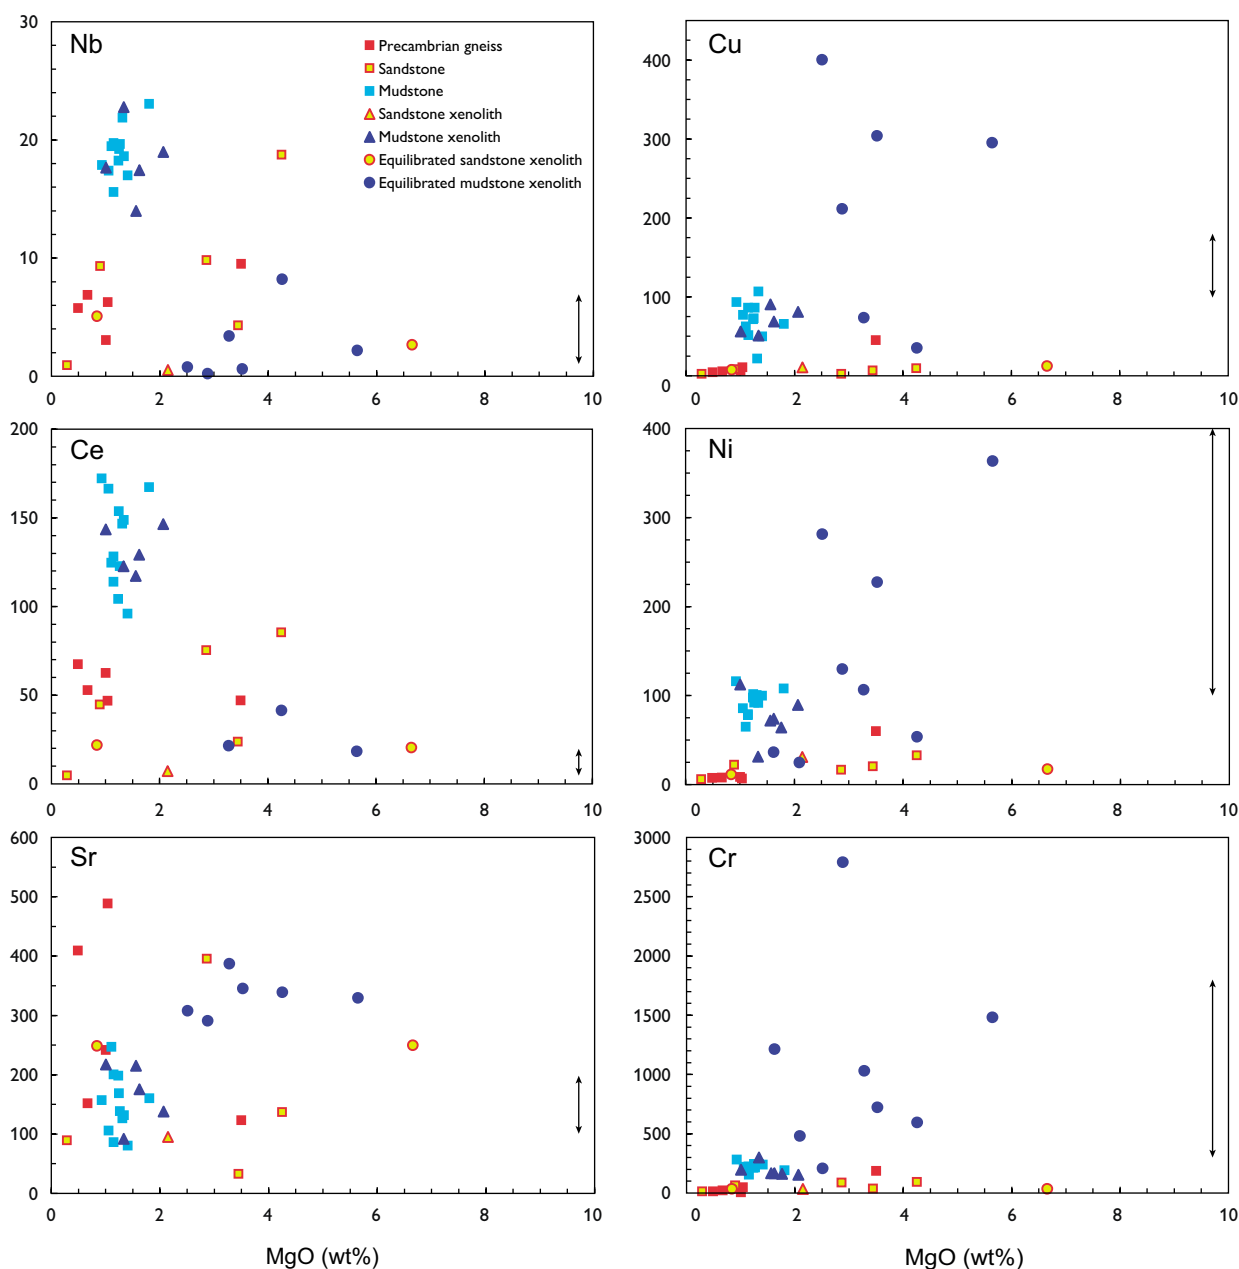 Nb
30
20
10
0
0 2 4 6 8 10
Precambrian gneiss
Sandstone
Mudstone
Sandstone xenolith
Mudstone xenolith
Equilibrated sandstone xenolith
Equilibrated mudstone xenolith
Cu
400
300
200
100
0
0 2 4 6 8 10
Ce
200
150
100
50
0
0 2 4 6 8 10
Ni
400
300
200
100
0
0 2 4 6 8 10
Sr
600
500
400
300
200
100
0
0 2 4 6 8 10
MgO (wt%)
Cr
3000
2500
2000
1500
1000
500
0
0 2 4 6 8 10
MgO (wt%)